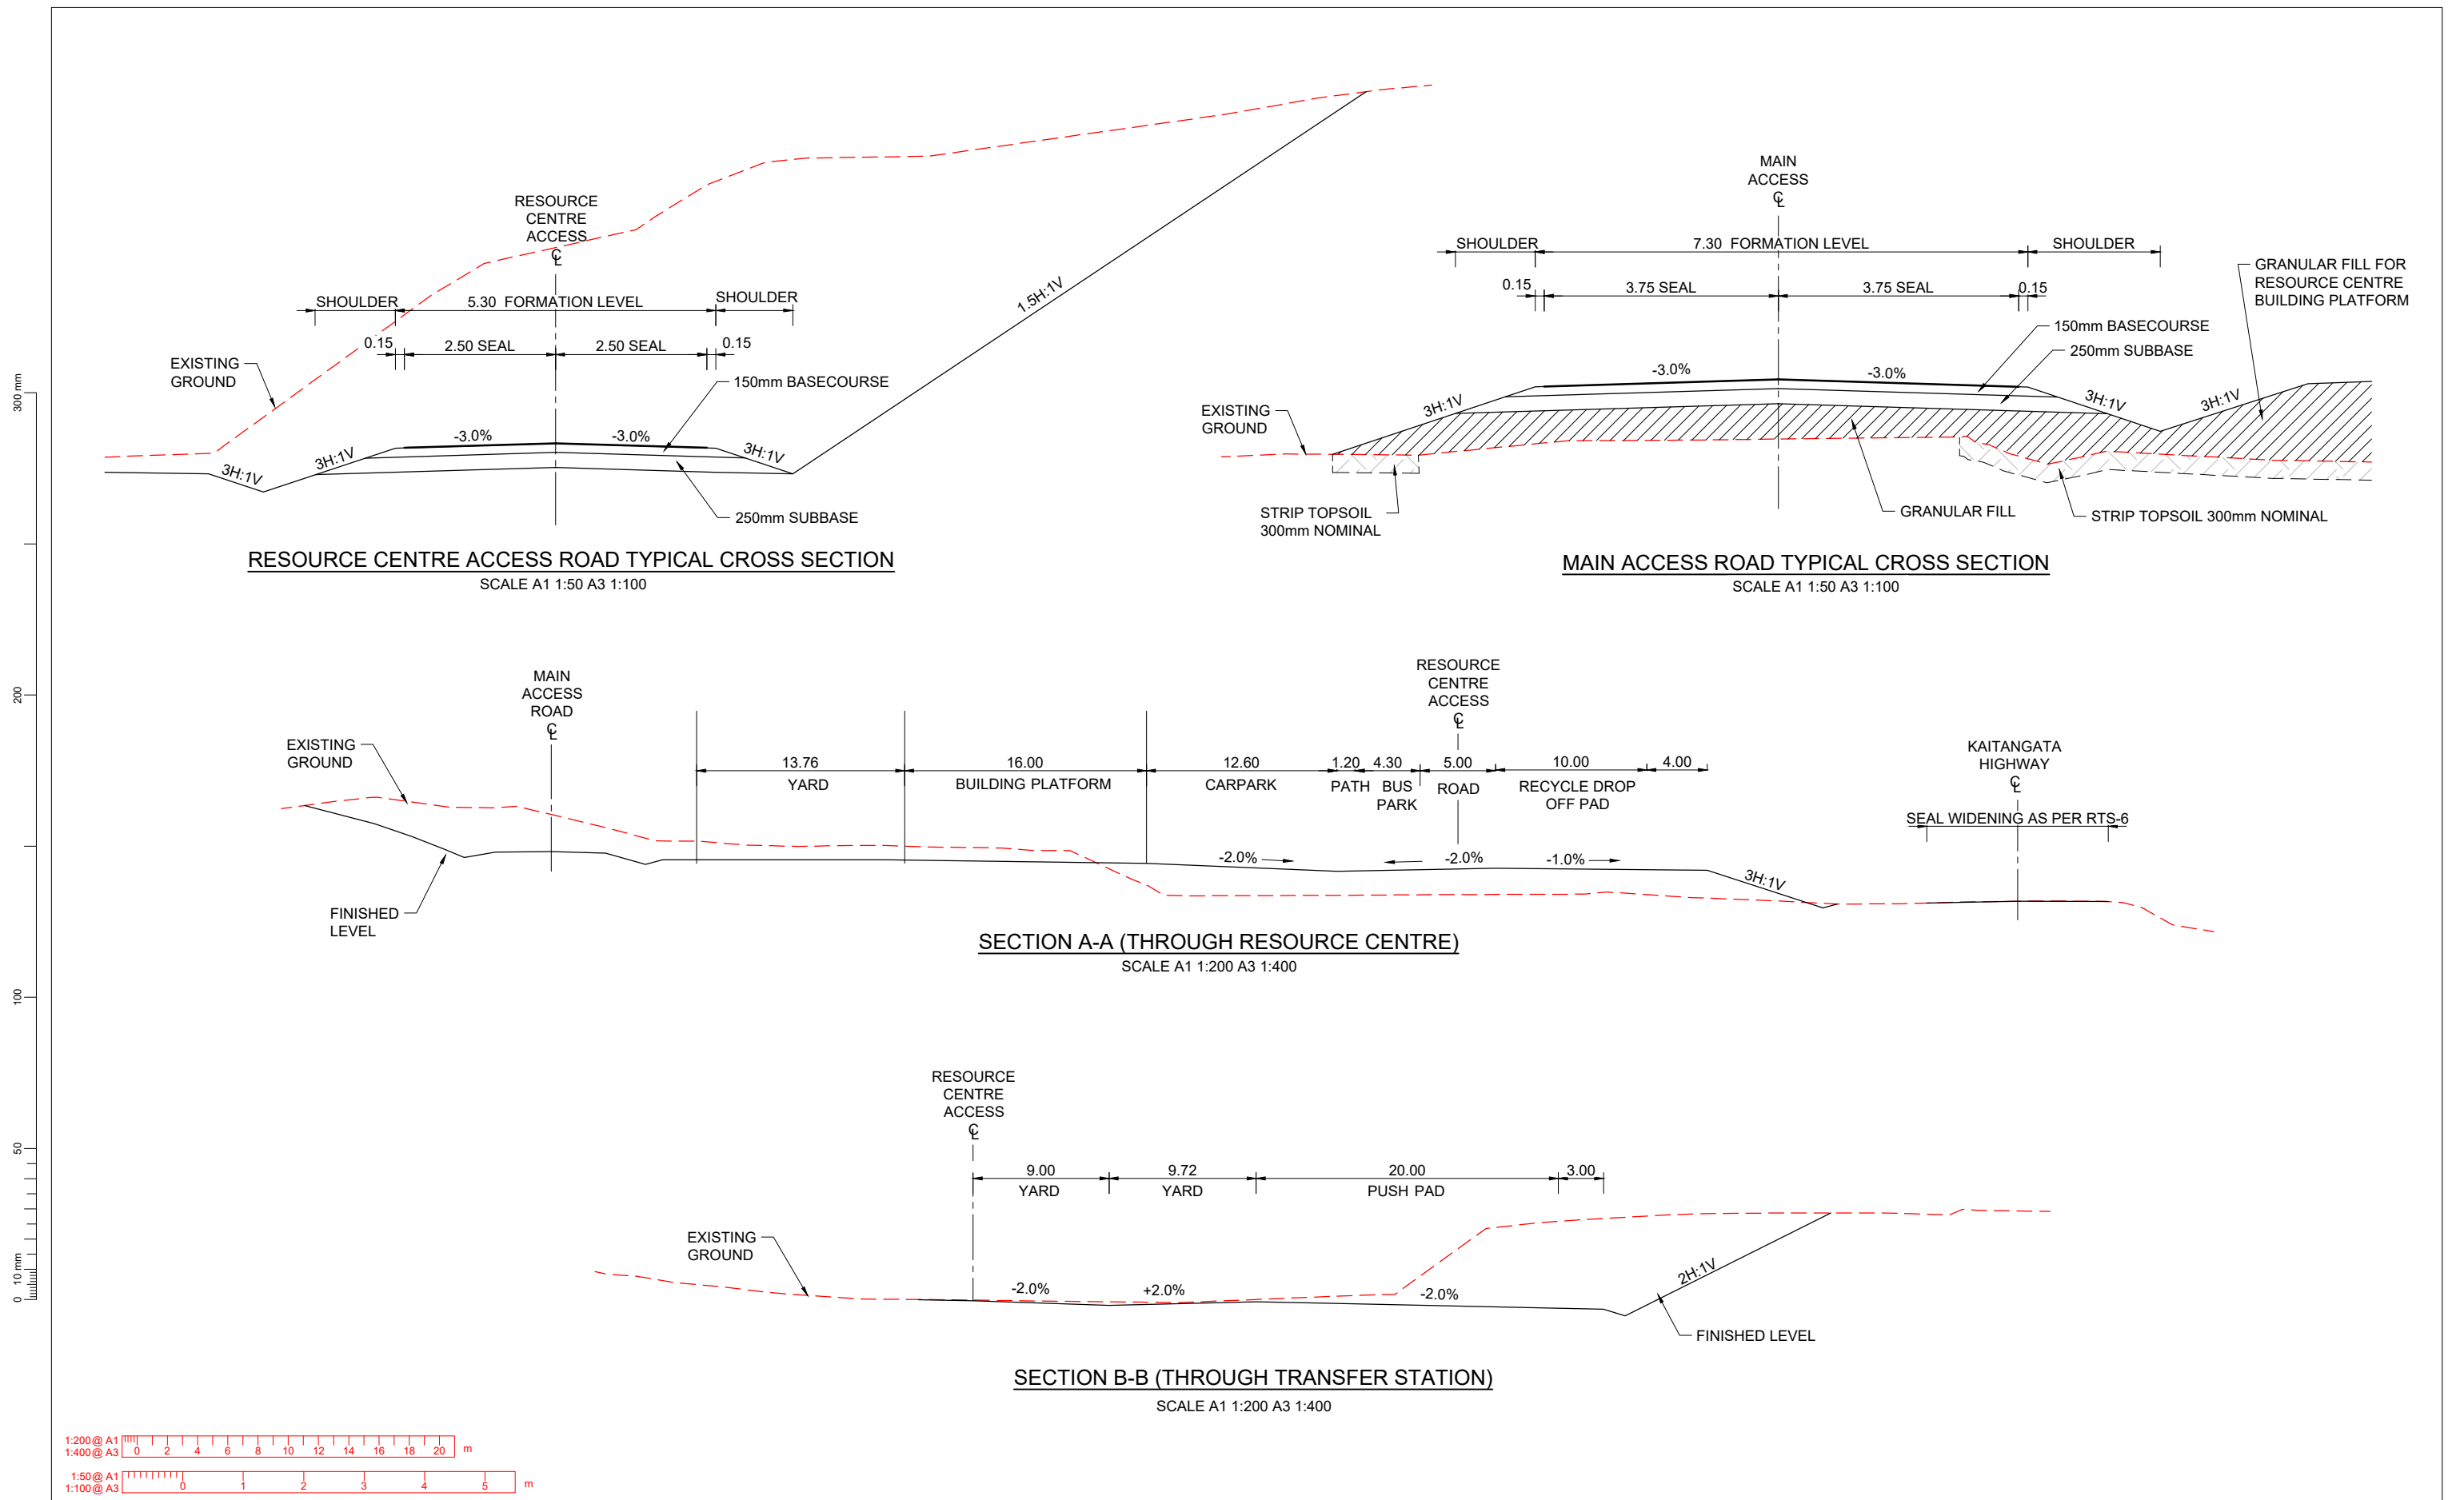 RESOURCE
CENTRE
ACCESS
℄
SHOULDER
5.30 FORMATION LEVEL
SHOULDER
0.15
2.50 SEAL
2.50 SEAL
0.15
EXISTING
GROUND
1.5H:1V
150mm BASECOURSE
-3.0%
-3.0%
3H:1V
3H:1V
3H:1V
250mm SUBBASE
RESOURCE CENTRE ACCESS ROAD TYPICAL CROSS SECTION
SCALE A1 1:50 A3 1:100
MAIN
ACCESS
℄
SHOULDER
7.30 FORMATION LEVEL
SHOULDER
0.15
3.75 SEAL
3.75 SEAL
0.15
GRANULAR FILL FOR
RESOURCE CENTRE
BUILDING PLATFORM
150mm BASECOURSE
250mm SUBBASE
-3.0%
-3.0%
3H:1V
3H:1V
3H:1V
EXISTING
GROUND
STRIP TOPSOIL
300mm NOMINAL
GRANULAR FILL
STRIP TOPSOIL 300mm NOMINAL
MAIN ACCESS ROAD TYPICAL CROSS SECTION
SCALE A1 1:50 A3 1:100
MAIN
ACCESS
ROAD
℄
EXISTING
GROUND
13.76
YARD
16.00
BUILDING PLATFORM
12.60
CARPARK
1.20
PATH
4.30
BUS
PARK
RESOURCE
CENTRE
ACCESS
℄
5.00
ROAD
10.00
RECYCLE DROP
OFF PAD
4.00
KAITANGATA
HIGHWAY
℄
SEAL WIDENING AS PER RTS-6
-2.0%
-2.0%
-1.0%
3H:1V
FINISHED
LEVEL
SECTION A-A (THROUGH RESOURCE CENTRE)
SCALE A1 1:200 A3 1:400
RESOURCE
CENTRE
ACCESS
℄
9.00
YARD
9.72
YARD
20.00
PUSH PAD
3.00
EXISTING
GROUND
-2.0%
+2.0%
-2.0%
2H:1V
FINISHED LEVEL
SECTION B-B (THROUGH TRANSFER STATION)
SCALE A1 1:200 A3 1:400
300 mm
200
100
50
10 mm
0
1:200@ A1
1:400@ A3
0 2 4 6 8 10 12 14 16 18 20 m
1:50@ A1
1:100@ A3
0 1 2 3 4 5 m